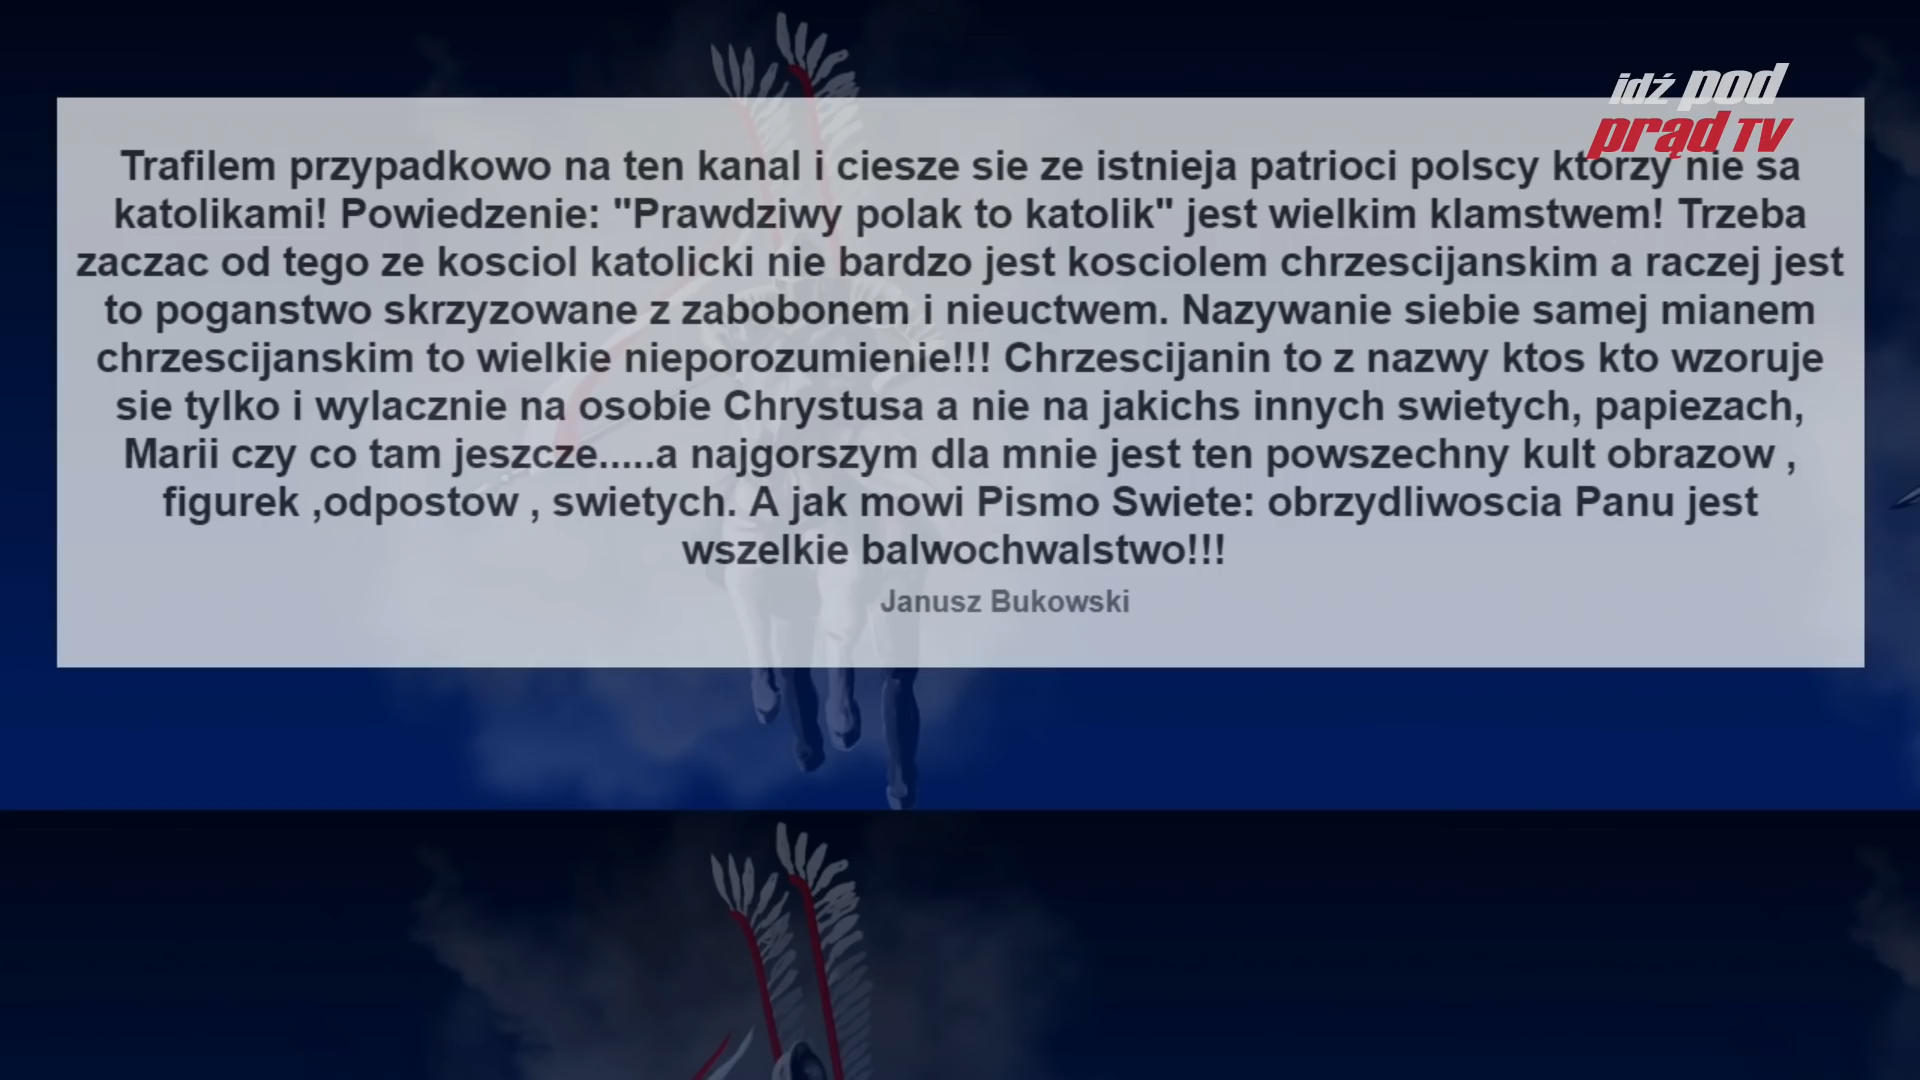 idź pod
prąd TV
Trafilem przypadkowo na ten kanal i ciesze sie ze istnieja patrioci polscy ktorzy nie sa
katolikami! Powiedzenie: "Prawdziwy polak to katolik" jest wielkim klamstwem! Trzeba
zaczac od tego ze kosciol katolicki nie bardzo jest kosciolem chrzescijanskim a raczej jest
to poganstwo skrzyzowane z zabobonem i nieuctwem. Nazywanie siebie samej mianem
chrzescijanskim to wielkie nieporozumienie!!! Chrzescijanin to z nazwy ktos kto wzoruje
sie tylko i wylacznie na osobie Chrystusa a nie na jakichs innych swietych, papiezach,
Marii czy co tam jeszcze.....a najgorszym dla mnie jest ten powszechny kult obrazow ,
figurek ,odpostow , swietych. A jak mowi Pismo Swiete: obrzydliwoscia Panu jest
wszelkie balwochwalstwo!!!
Janusz Bukowski